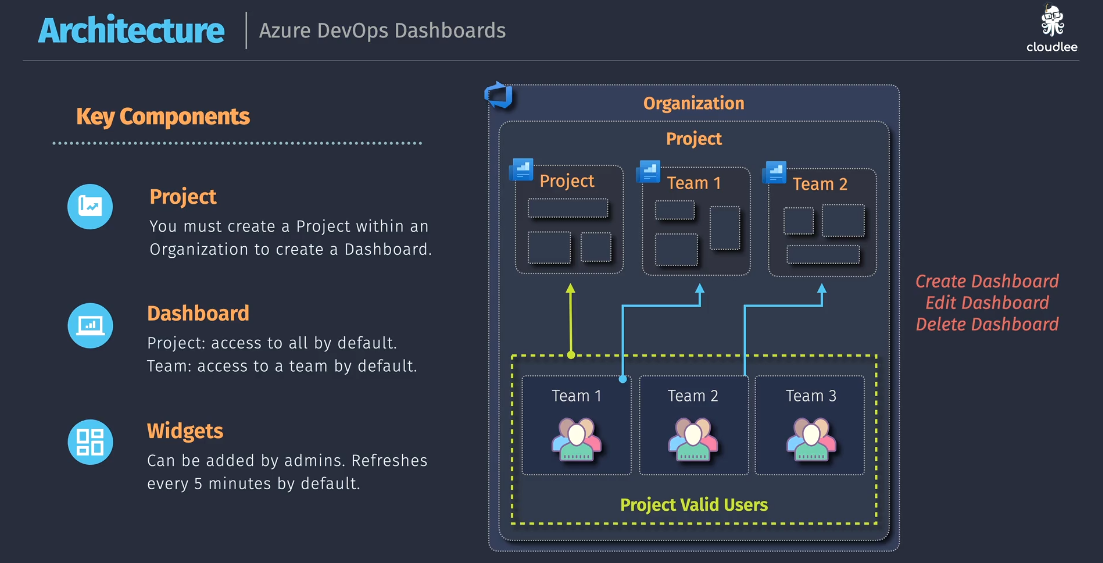 Architecture
Azure DevOps Dashboards
cloudlee
Key Components
Project
You must create a Project within an
Organization to create a Dashboard.
Dashboard
Project: access to all by default.
Team: access to a team by default.
Widgets
Can be added by admins. Refreshes
every 5 minutes by default.
Organization
Project
Project
Team 1
Team 2
Team 1
Team 2
Team 3
Project Valid Users
Create Dashboard
Edit Dashboard
Delete Dashboard